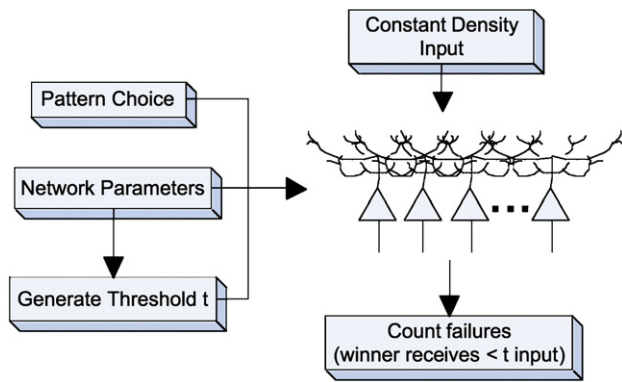 Constant Density
Input
Pattern Choice
Network Parameters
Generate Threshold t
Count failures
(winner receives < t input)